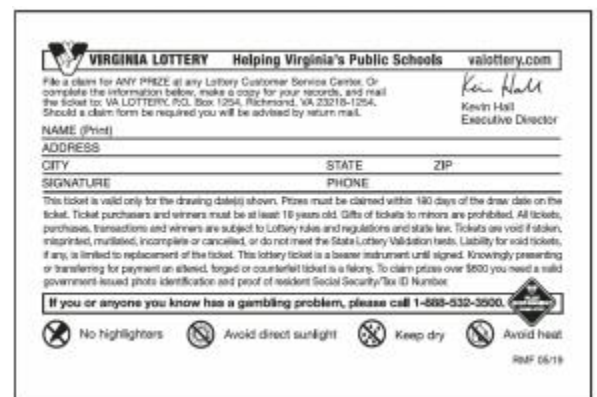 VIRGINIA LOTTERY Helping Virginia's Public Schools valottery.com
File a claim for ANY PRIZE at any Lottery Customer Service Center. Or
complete the information below, make a copy for your records, and mail
the ticket to: VA LOTTERY, P.O. Box 1254, Richmond, VA 23218-1254.
Should a claim form be required you will be advised by return mail.
Kevin Hall
Kevin Hall
Executive Director
NAME (Print)
ADDRESS
CITY STATE ZIP
SIGNATURE PHONE
This ticket is valid only for the drawing date(s) shown. Prizes must be claimed within 180 days of the draw date on the
ticket. Ticket purchasers and winners must be at least 18 years old. Gifts of tickets to minors are prohibited. All tickets,
purchases, transactions and winners are subject to Lottery rules and regulations and state law. Tickets are void if stolen,
misprinted, mutilated, incomplete or cancelled, or do not meet the State Lottery Validation tests. Liability for void tickets,
if any, is limited to replacement of the ticket. This lottery ticket is a bearer instrument until signed. Knowingly presenting
or transferring for payment an altered, forged or counterfeit ticket is a felony. To claim prizes over $600 you need a valid
government-issued photo identification and proof of resident Social Security/Tax ID Number.
If you or anyone you know has a gambling problem, please call 1-888-532-3500.
No highlighters Avoid direct sunlight Keep dry Avoid heat
RMF 05/19